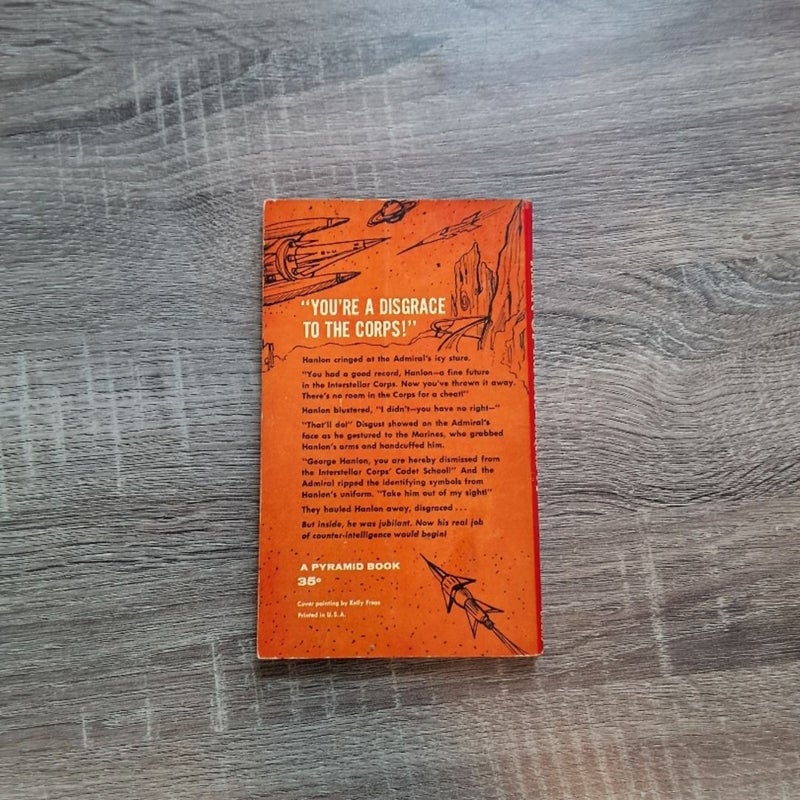 "YOU'RE A DISGRACE
TO THE CORPS!"
Hanlon cringed at the Admiral's icy stare.
"You had a good record, Hanlon—a fine future
in the Interstellar Corps. Now you've thrown it away.
There's no room in the Corps for a cheat!"
Hanlon blustered, "I didn't—you have no right—"
"That'll do!" Disgust showed on the Admiral's
face as he gestured to the Marines, who grabbed
Hanlon's arms and handcuffed him.
"George Hanlon, you are hereby dismissed from
the Interstellar Corps' Cadet School!" And the
Admiral ripped the identifying symbols from
Hanlon's uniform. "Take him out of my sight!"
They hauled Hanlon away, disgraced . . .
But inside, he was jubilant. Now his real job
of counter-intelligence would begin!
A PYRAMID BOOK
35¢
Cover painting by Kelly Freas
Printed in U.S.A.